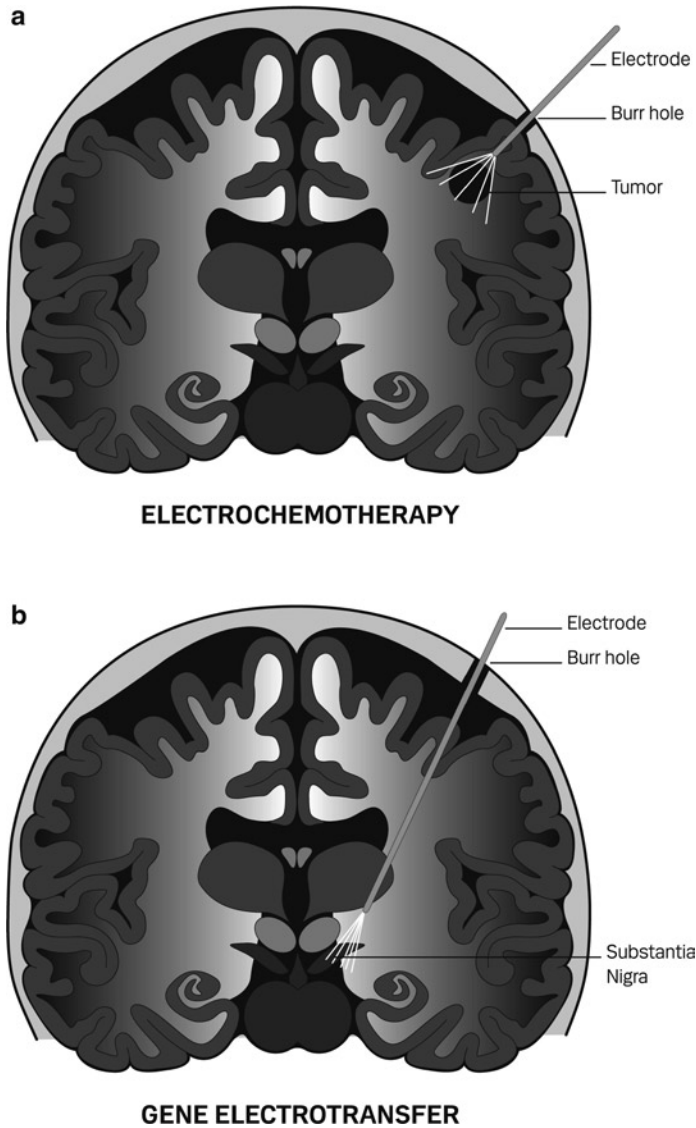 a
Electrode
Burr hole
Tumor
ELECTROCHEMOTHERAPY
b
Electrode
Burr hole
Substantia
Nigra
GENE ELECTROTRANSFER